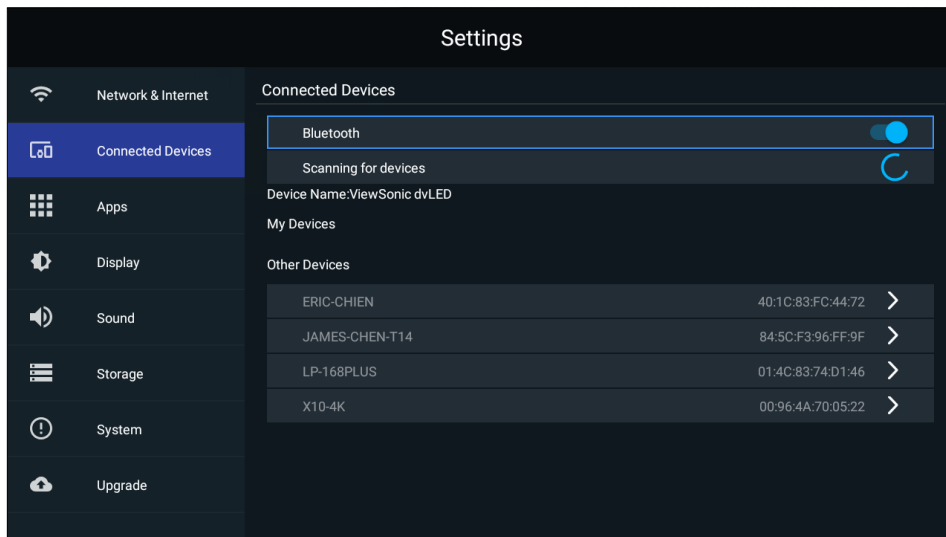 Settings
Network & Internet
Connected Devices
Apps
Display
Sound
Storage
System
Upgrade
Connected Devices
Bluetooth
Scanning for devices
Device Name:ViewSonic dvLED
My Devices
Other Devices
ERIC-CHIEN 40:1C:83:FC:44:72
JAMES-CHEN-T14 84:5C:F3:96:FF:9F
LP-168PLUS 01:4C:83:74:D1:46
X10-4K 00:96:4A:70:05:22